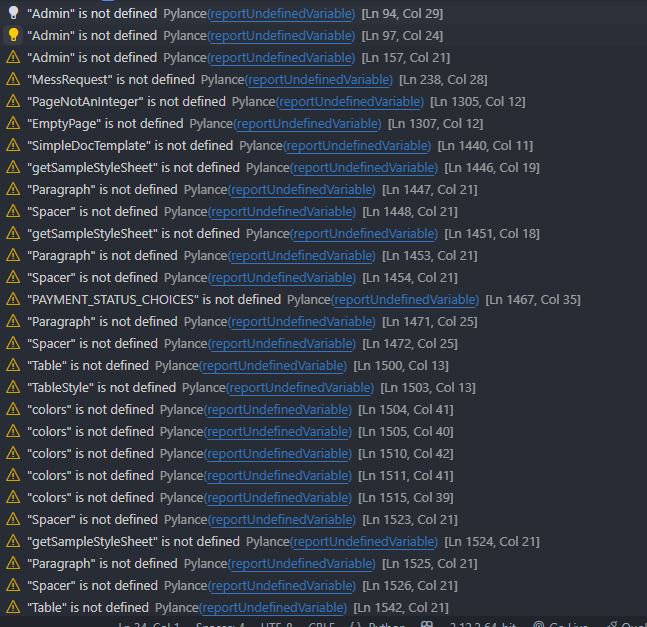 "Admin" is not defined Pylance(reportUndefinedVariable) [Ln 94, Col 29]
"Admin" is not defined Pylance(reportUndefinedVariable) [Ln 97, Col 24]
"Admin" is not defined Pylance(reportUndefinedVariable) [Ln 157, Col 21]
"MessRequest" is not defined Pylance(reportUndefinedVariable) [Ln 238, Col 28]
"PageNotAnInteger" is not defined Pylance(reportUndefinedVariable) [Ln 1305, Col 12]
"EmptyPage" is not defined Pylance(reportUndefinedVariable) [Ln 1307, Col 12]
"SimpleDocTemplate" is not defined Pylance(reportUndefinedVariable) [Ln 1440, Col 11]
"getSampleStyleSheet" is not defined Pylance(reportUndefinedVariable) [Ln 1446, Col 19]
"Paragraph" is not defined Pylance(reportUndefinedVariable) [Ln 1447, Col 21]
"Spacer" is not defined Pylance(reportUndefinedVariable) [Ln 1448, Col 21]
"getSampleStyleSheet" is not defined Pylance(reportUndefinedVariable) [Ln 1451, Col 18]
"Paragraph" is not defined Pylance(reportUndefinedVariable) [Ln 1453, Col 21]
"Spacer" is not defined Pylance(reportUndefinedVariable) [Ln 1454, Col 21]
"PAYMENT_STATUS_CHOICES" is not defined Pylance(reportUndefinedVariable) [Ln 1467, Col 35]
"Paragraph" is not defined Pylance(reportUndefinedVariable) [Ln 1471, Col 25]
"Spacer" is not defined Pylance(reportUndefinedVariable) [Ln 1472, Col 25]
"Table" is not defined Pylance(reportUndefinedVariable) [Ln 1500, Col 13]
"TableStyle" is not defined Pylance(reportUndefinedVariable) [Ln 1503, Col 13]
"colors" is not defined Pylance(reportUndefinedVariable) [Ln 1504, Col 41]
"colors" is not defined Pylance(reportUndefinedVariable) [Ln 1505, Col 40]
"colors" is not defined Pylance(reportUndefinedVariable) [Ln 1510, Col 42]
"colors" is not defined Pylance(reportUndefinedVariable) [Ln 1511, Col 41]
"colors" is not defined Pylance(reportUndefinedVariable) [Ln 1515, Col 39]
"Spacer" is not defined Pylance(reportUndefinedVariable) [Ln 1523, Col 21]
"getSampleStyleSheet" is not defined Pylance(reportUndefinedVariable) [Ln 1524, Col 21]
"Paragraph" is not defined Pylance(reportUndefinedVariable) [Ln 1525, Col 21]
"Spacer" is not defined Pylance(reportUndefinedVariable) [Ln 1526, Col 21]
"Table" is not defined Pylance(reportUndefinedVariable) [Ln 1542, Col 21]